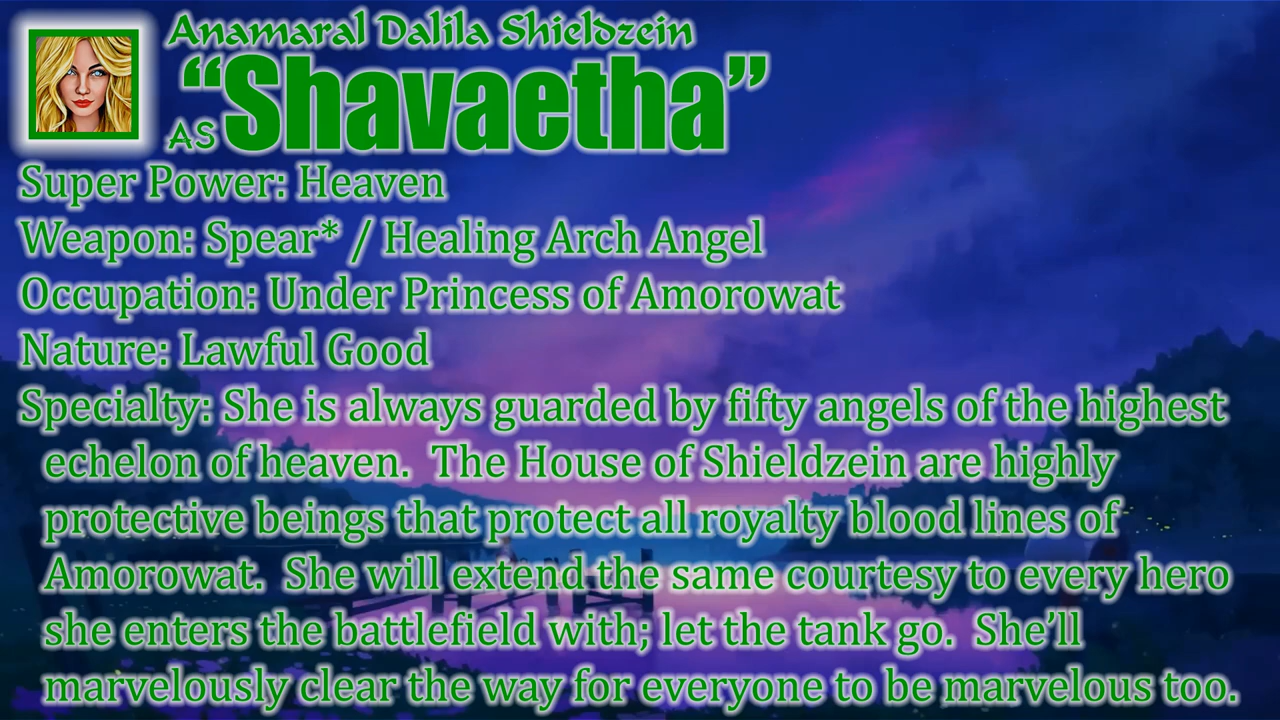 Anamaral Dalila Shieldzein
AS “Shavaetha”
Super Power: Heaven
Weapon: Spear* / Healing Arch Angel
Occupation: Under Princess of Amorowat
Nature: Lawful Good
Specialty: She is always guarded by fifty angels of the highest
echelon of heaven.  The House of Shieldzein are highly
protective beings that protect all royalty blood lines of
Amorowat.  She will extend the same courtesy to every hero
she enters the battlefield with; let the tank go.  She’ll
marvelously clear the way for everyone to be marvelous too.